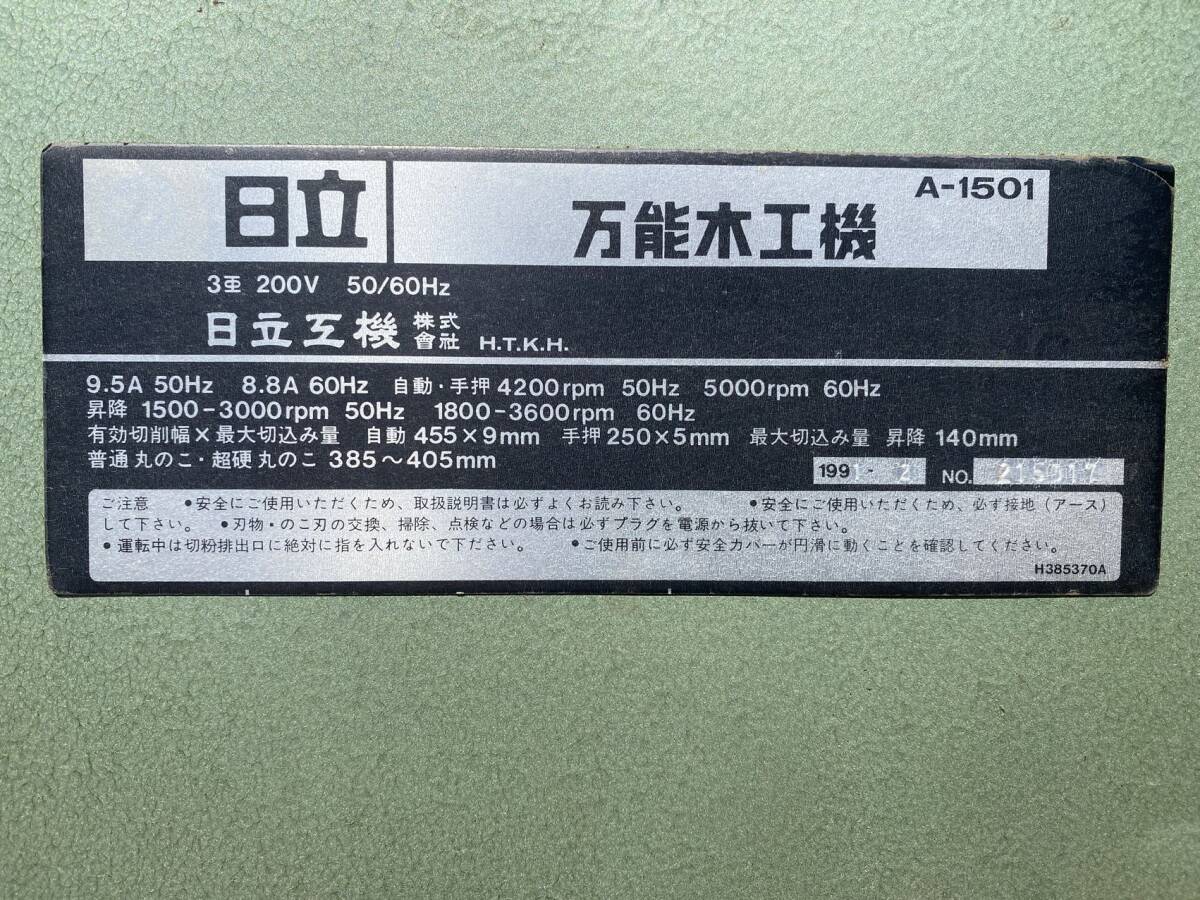 日立
万能木工機
A-1501
3亜 200V 50/60Hz
日立工機 株式會社 H.T.K.H.
9.5A 50Hz 8.8A 60Hz 自動・手押 4200rpm 50Hz 5000rpm 60Hz
昇降 1500-3000rpm 50Hz 1800-3600rpm 60Hz
有効切削幅×最大切込み量 自動 455×9mm 手押 250×5mm 最大切込み量 昇降 140mm
普通丸のこ・超硬丸のこ 385～405mm
1991-2 NO. 215017
ご注意 •安全にご使用いただくため、取扱説明書は必ずよくお読み下さい。 •安全にご使用いただくため、必ず接地（アース）
して下さい。 •刃物・のこ刃の交換、掃除、点検などの場合は必ずプラグを電源から抜いて下さい。
•運転中は切粉排出口に絶対に指を入れないで下ださい。 •ご使用前に必ず安全カバーが円滑に動くことを確認してください。
H385370A